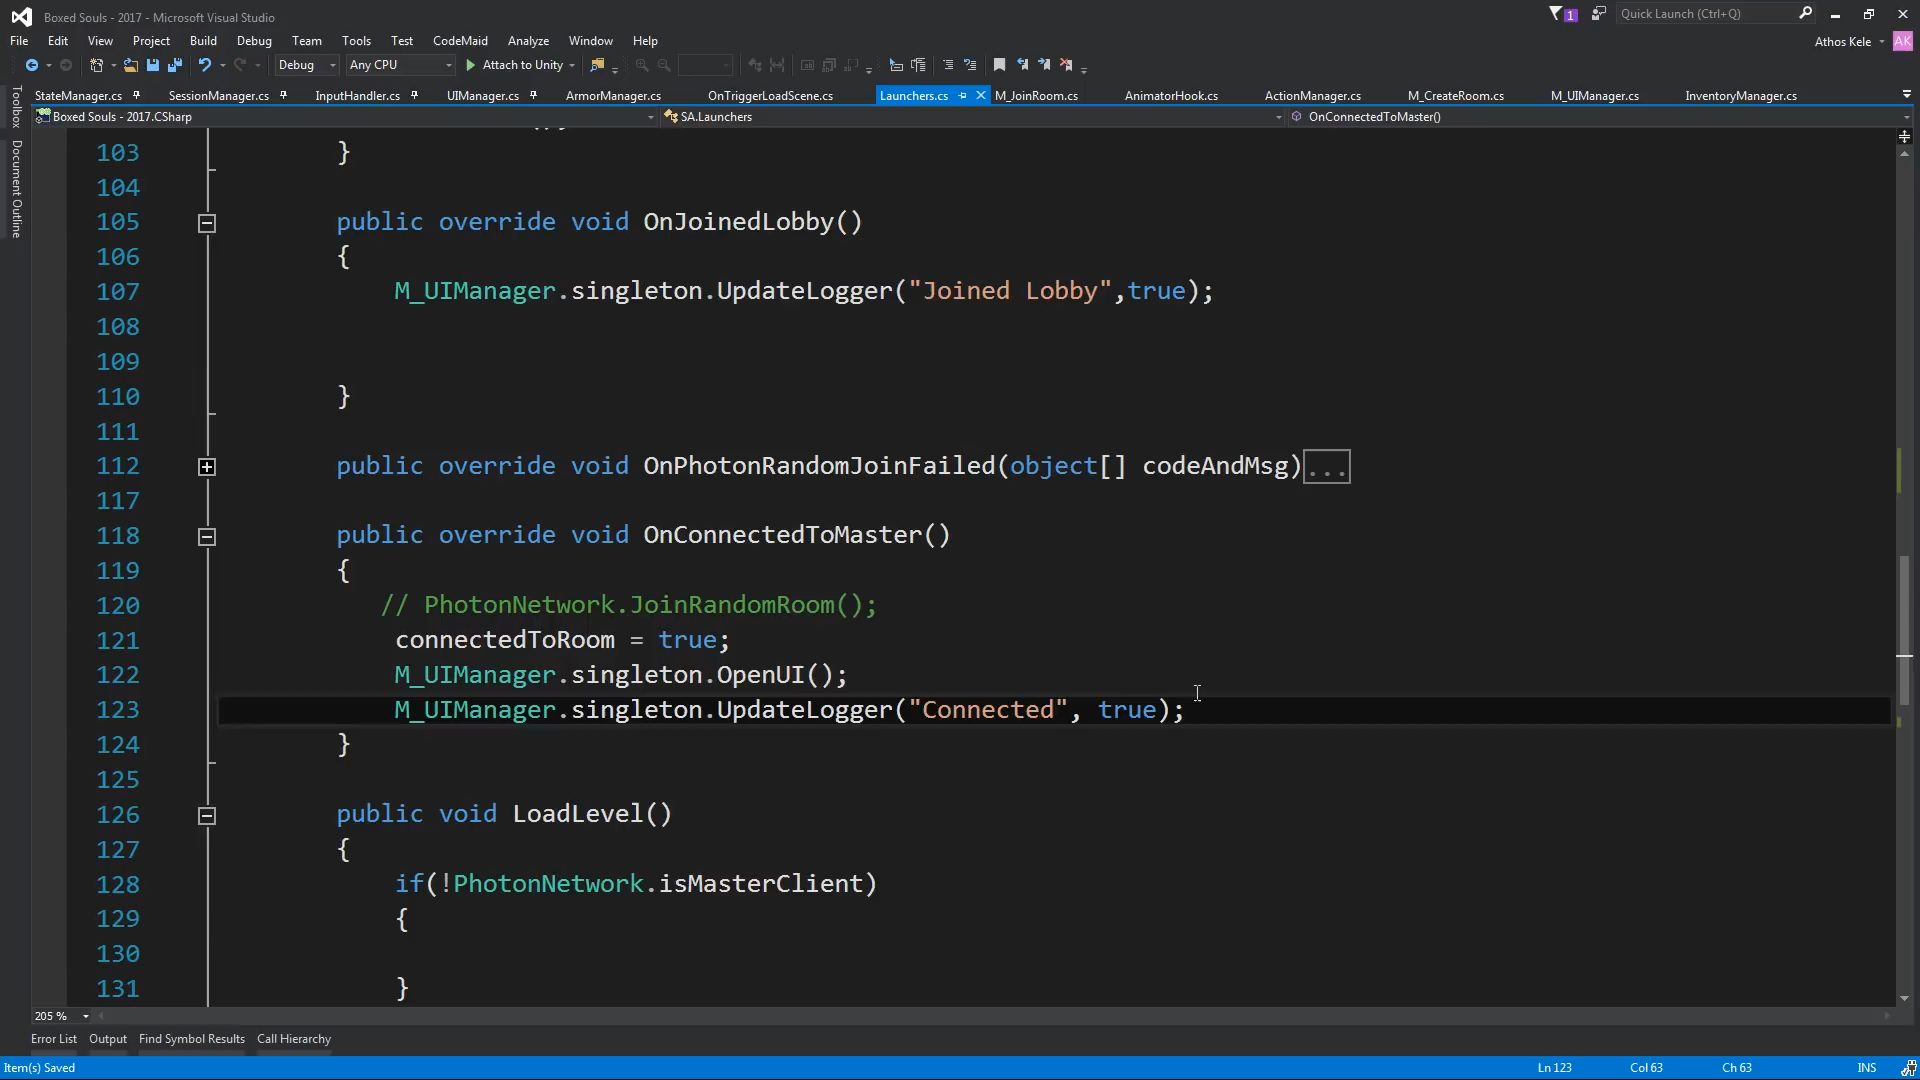 Boxed Souls - 2017 - Microsoft Visual Studio
1
Quick Launch (Ctrl+Q)
File Edit View Project Build Debug Team Tools Test CodeMaid Analyze Window Help
Athos Kele AK
Debug Any CPU Attach to Unity
StateManager.cs SessionManager.cs InputHandler.cs UIManager.cs ArmorManager.cs OnTriggerLoadScene.cs Launchers.cs M_JoinRoom.cs AnimatorHook.cs ActionManager.cs M_CreateRoom.cs M_UIManager.cs InventoryManager.cs
Boxed Souls - 2017.CSharp SA.Launchers OnConnectedToMaster()
Toolbox
Document Outline
103 }
104
105 public override void OnJoinedLobby()
106 {
107 M_UIManager.singleton.UpdateLogger("Joined Lobby",true);
108
109
110 }
111
112 public override void OnPhotonRandomJoinFailed(object[] codeAndMsg)...
117
118 public override void OnConnectedToMaster()
119 {
120 // PhotonNetwork.JoinRandomRoom();
121 connectedToRoom = true;
122 M_UIManager.singleton.OpenUI();
123 M_UIManager.singleton.UpdateLogger("Connected", true);
124 }
125
126 public void LoadLevel()
127 {
128 if(!PhotonNetwork.isMasterClient)
129 {
130
131 }
205 %
Error List Output Find Symbol Results Call Hierarchy
Item(s) Saved Ln 123 Col 63 Ch 63 INS